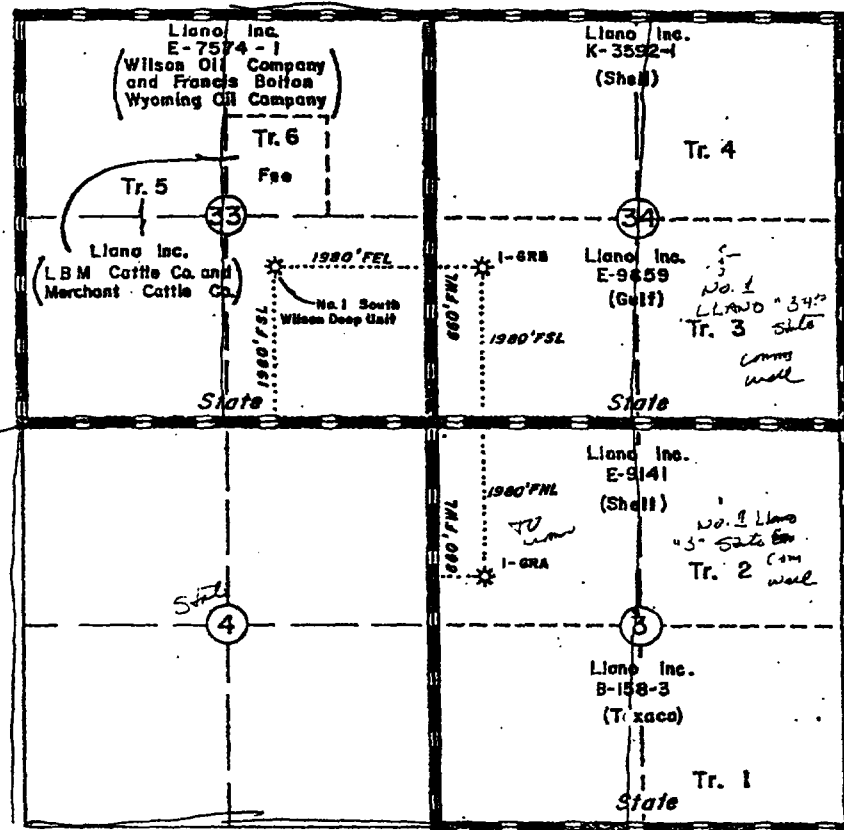 Llano Inc.
E-7574-1
(Wilson Oil Company
and Francis Bolton
Wyoming Oil Company)
Tr. 6
Fee
Tr. 5
33
Llano Inc.
(LBM Cattle Co. and
Merchant Cattle Co.)
1980'FEL
No. 1 South
Wilson Deep Unit
1980'FSL
State
Llano Inc.
K-3592-1
(Shell)
Tr. 4
34
1-GRB
Llano Inc.
E-9659
(Gulf)
660'FWL
1980'FSL
No. 1
LLANO "34"
Tr. 3 State
comm
well
State
State
4
Llano Inc.
E-9141
(Shell)
1980'FNL
660'FWL
1-GRA
No. 1 Llano
"3" State
Tr. 2 Com
well
3
Llano Inc.
B-158-3
(Texaco)
Tr. 1
State